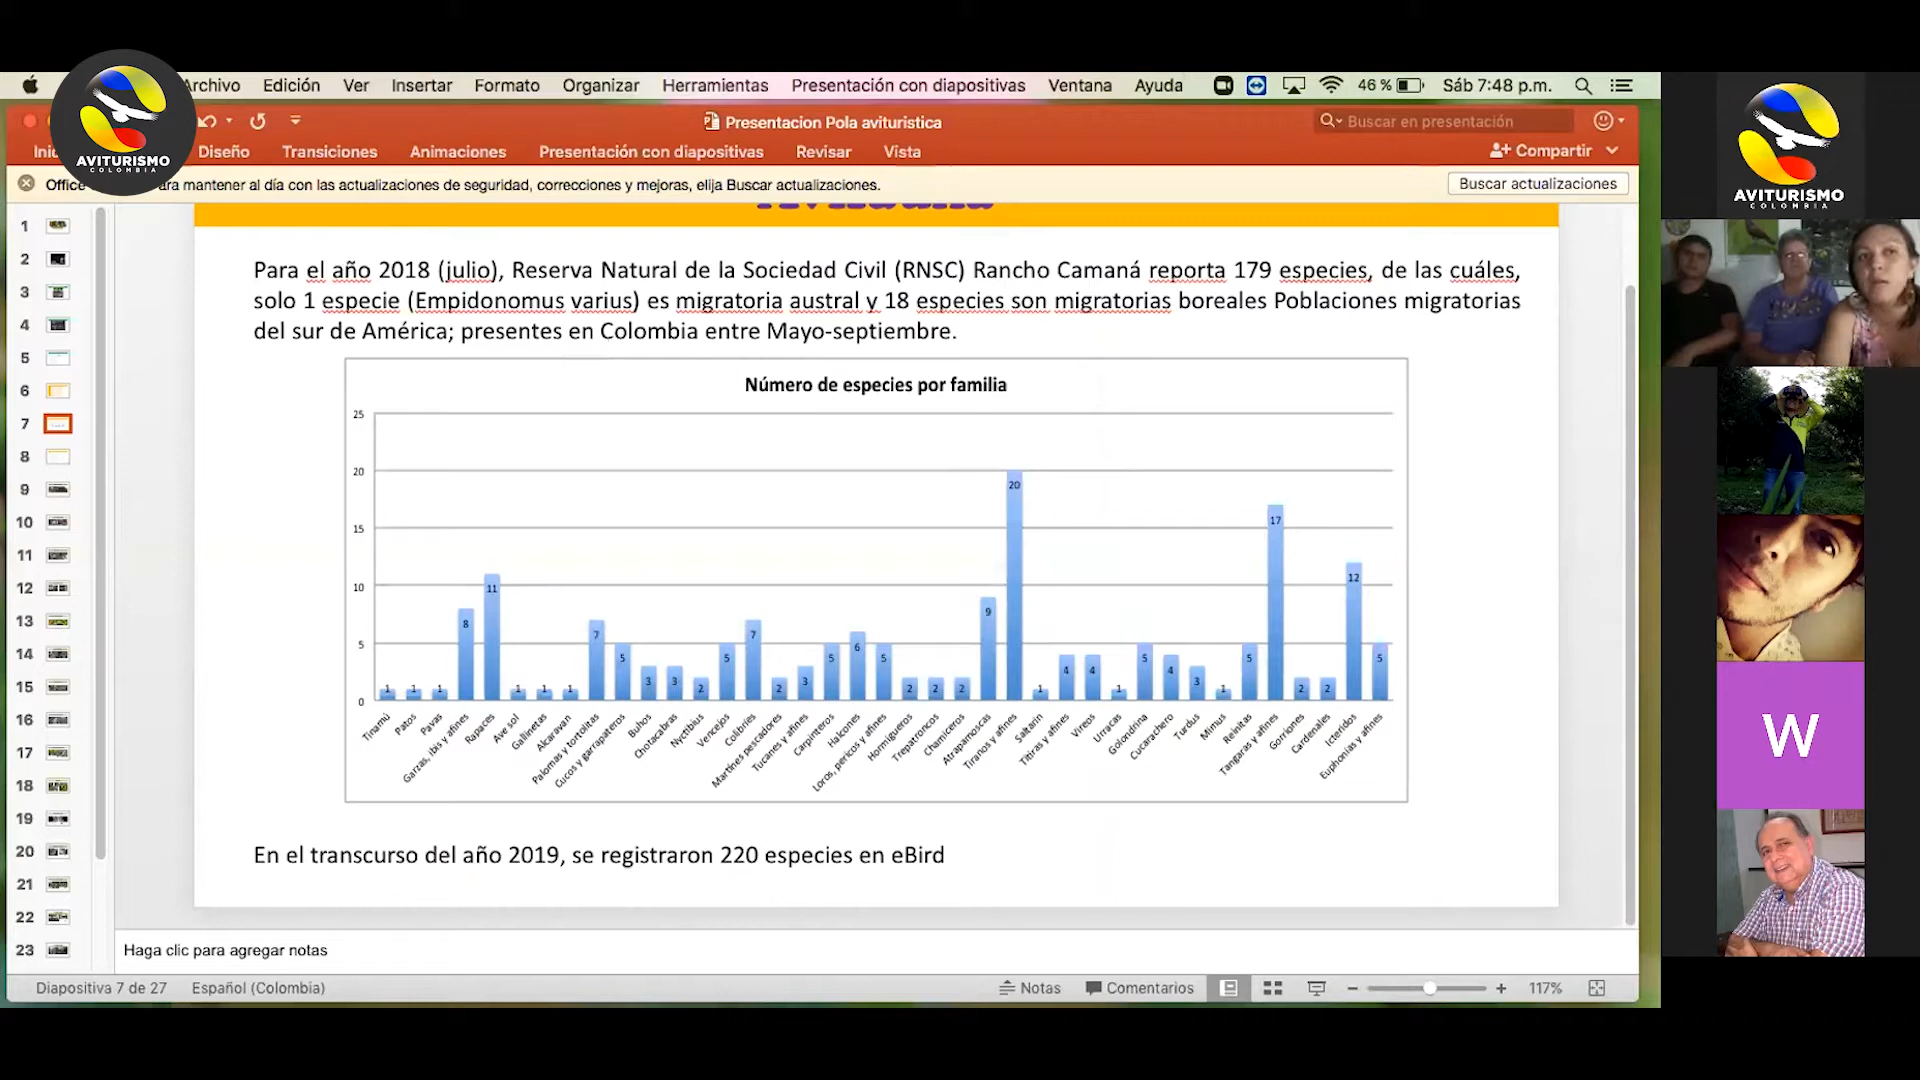 Archivo Edición Ver Insertar Formato Organizar Herramientas Presentación con diapositivas Ventana Ayuda 46 % Sáb 7:48 p.m.
AVITURISMO
COLOMBIA
Presentacion Pola avituristica
Buscar en presentación
Diseño Transiciones Animaciones Presentación con diapositivas Revisar Vista
Compartir
Office para mantener al día con las actualizaciones de seguridad, correcciones y mejoras, elija Buscar actualizaciones.
Buscar actualizaciones
1
2
3
4
5
6
7
8
9
10
11
12
13
14
15
16
17
18
19
20
21
22
23
Para el año 2018 (julio), Reserva Natural de la Sociedad Civil (RNSC) Rancho Camaná reporta 179 especies, de las cuáles,
solo 1 especie (Empidonomus varius) es migratoria austral y 18 especies son migratorias boreales Poblaciones migratorias
del sur de América; presentes en Colombia entre Mayo-septiembre.
Número de especies por familia
25
20
15
10
5
0
1 1 1 8 11 1 1 1 7 5 3 3 2 5 7 2 3 5 6 5 2 2 2 9 20 1 4 4 1 5 4 3 1 5 17 2 2 12 5
Tinamú
Patos
Pavas
Garzas, ibis y afines
Rapaces
Ave sol
Gallinetas
Alcaravan
Palomas y tortolitas
Cucos y garrapateros
Buhos
Chotacabras
Nyctibius
Vencejos
Colibríes
Martines pescadores
Tucanes y afines
Carpinteros
Halcones
Loros, pericos y afines
Hormigueros
Trepatroncos
Chamiceros
Atrapamoscas
Tiranos y afines
Saltarin
Titiras y afines
Vireos
Urracas
Golondrina
Cucarachero
Turdus
Mimus
Reinitas
Tangaras y afines
Gorriones
Cardenales
Icteridos
Euphonias y afines
En el transcurso del año 2019, se registraron 220 especies en eBird
Haga clic para agregar notas
Diapositiva 7 de 27 Español (Colombia) Notas Comentarios 117%
AVITURISMO
COLOMBIA
W